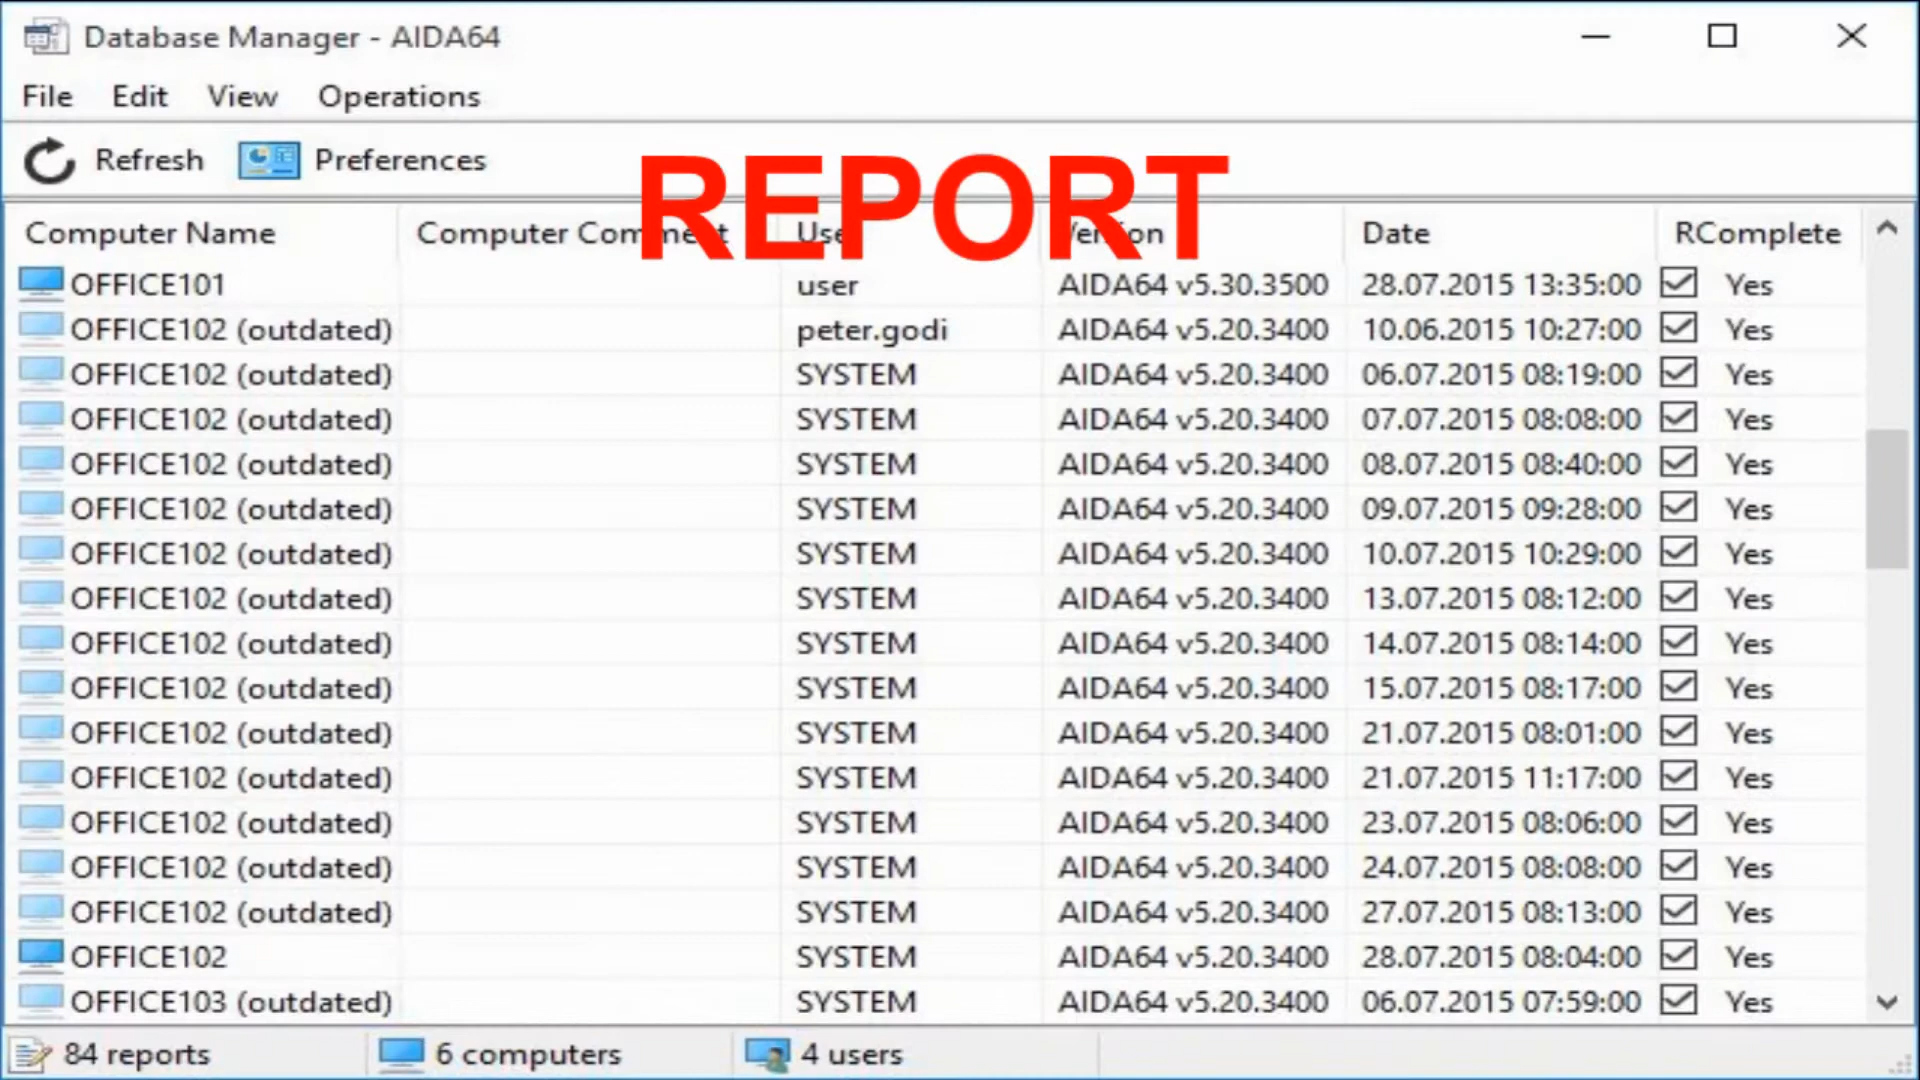 Database Manager - AIDA64
File Edit View Operations
Refresh Preferences
REPORT
Computer Name Computer Comment User Version Date RComplete
OFFICE101 user AIDA64 v5.30.3500 28.07.2015 13:35:00 Yes
OFFICE102 (outdated) peter.godi AIDA64 v5.20.3400 10.06.2015 10:27:00 Yes
OFFICE102 (outdated) SYSTEM AIDA64 v5.20.3400 06.07.2015 08:19:00 Yes
OFFICE102 (outdated) SYSTEM AIDA64 v5.20.3400 07.07.2015 08:08:00 Yes
OFFICE102 (outdated) SYSTEM AIDA64 v5.20.3400 08.07.2015 08:40:00 Yes
OFFICE102 (outdated) SYSTEM AIDA64 v5.20.3400 09.07.2015 09:28:00 Yes
OFFICE102 (outdated) SYSTEM AIDA64 v5.20.3400 10.07.2015 10:29:00 Yes
OFFICE102 (outdated) SYSTEM AIDA64 v5.20.3400 13.07.2015 08:12:00 Yes
OFFICE102 (outdated) SYSTEM AIDA64 v5.20.3400 14.07.2015 08:14:00 Yes
OFFICE102 (outdated) SYSTEM AIDA64 v5.20.3400 15.07.2015 08:17:00 Yes
OFFICE102 (outdated) SYSTEM AIDA64 v5.20.3400 21.07.2015 08:01:00 Yes
OFFICE102 (outdated) SYSTEM AIDA64 v5.20.3400 21.07.2015 11:17:00 Yes
OFFICE102 (outdated) SYSTEM AIDA64 v5.20.3400 23.07.2015 08:06:00 Yes
OFFICE102 (outdated) SYSTEM AIDA64 v5.20.3400 24.07.2015 08:08:00 Yes
OFFICE102 (outdated) SYSTEM AIDA64 v5.20.3400 27.07.2015 08:13:00 Yes
OFFICE102 SYSTEM AIDA64 v5.20.3400 28.07.2015 08:04:00 Yes
OFFICE103 (outdated) SYSTEM AIDA64 v5.20.3400 06.07.2015 07:59:00 Yes
84 reports 6 computers 4 users